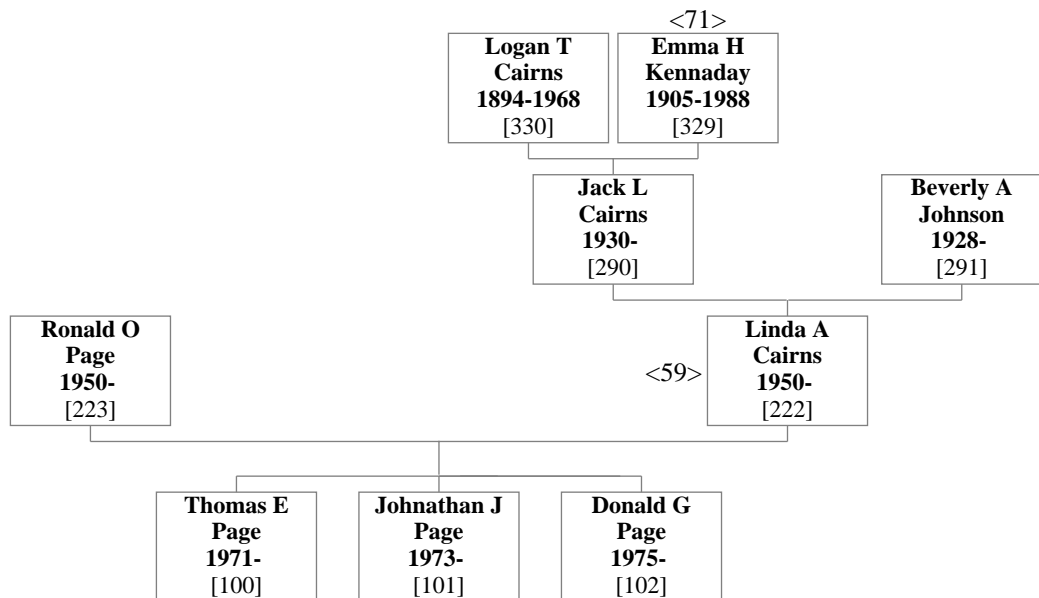 <71>
Logan T
Cairns
1894-1968
[330]
Emma H
Kennaday
1905-1988
[329]
Jack L
Cairns
1930-
[290]
Beverly A
Johnson
1928-
[291]
Ronald O
Page
1950-
[223]
<59>
Linda A
Cairns
1950-
[222]
Thomas E
Page
1971-
[100]
Johnathan J
Page
1973-
[101]
Donald G
Page
1975-
[102]